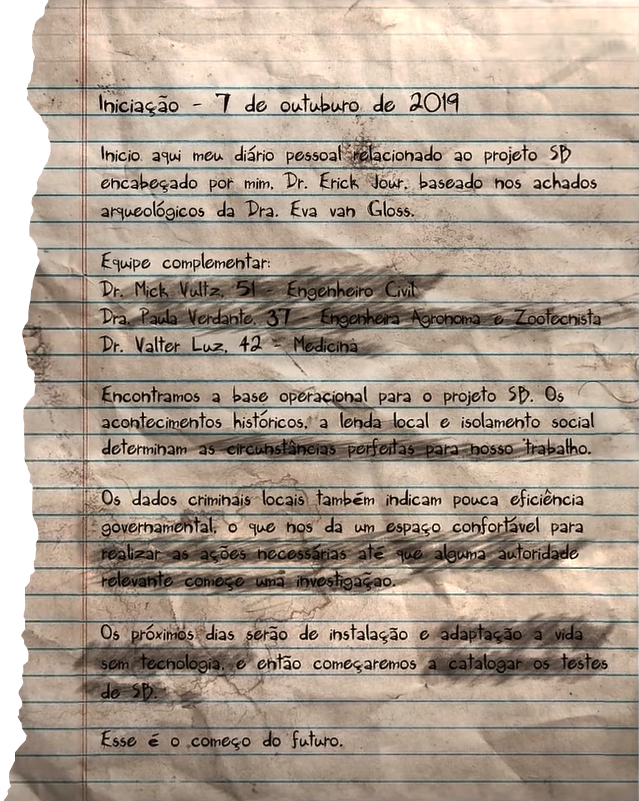 Iniciação - 7 de outuburo de 2019
Inicio aqui meu diário pessoal relacionado ao projeto SB
encabeçado por mim, Dr. Erick Jour, baseado nos achados
arqueológicos da Dra. Eva van Gloss.
Equipe complementar:
Dr. Mick Vultz, 51 - Engenheiro Civil
Dra. Paula Verdante, 37 - Engenheira Agronoma e Zootecnista
Dr. Valter Luz, 42 - Medicina
Encontramos a base operacional para o projeto SB. Os
acontecimentos históricos, a lenda local e isolamento social
determinam as circunstâncias perfeitas para nosso trabalho.
Os dados criminais locais também indicam pouca eficiência
governamental, o que nos da um espaço confortável para
realizar as ações necessárias até que alguma autoridade
relevante começe uma investigaçao.
Os próximos dias serão de instalação e adaptação a vida
sem tecnologia, e então começaremos a catalogar os testes
de SB.
Esse é o começo do futuro.